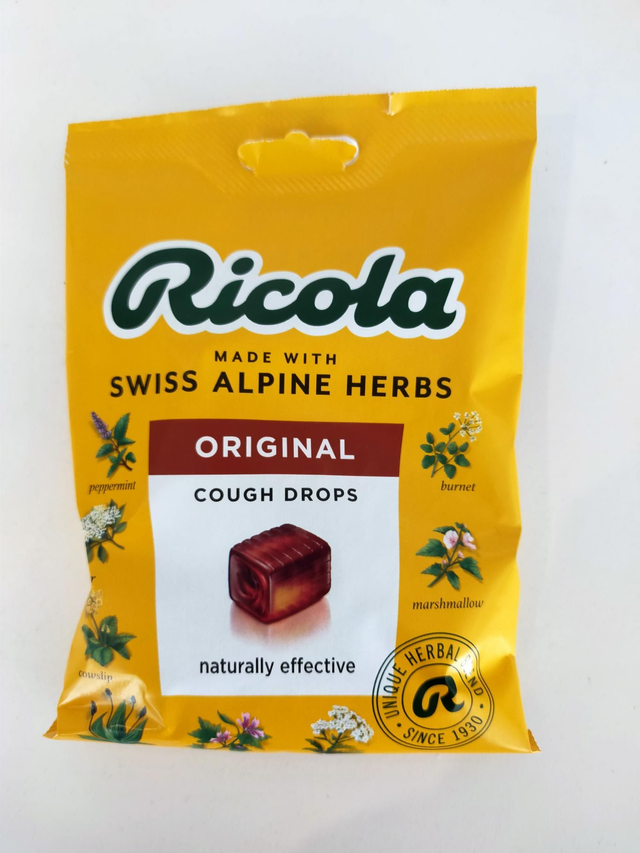 Ricola
MADE WITH
SWISS ALPINE HERBS
ORIGINAL
COUGH DROPS
naturally effective
peppermint
cowslip
burnet
marshmallow
UNIQUE HERBAL
SINCE 1930